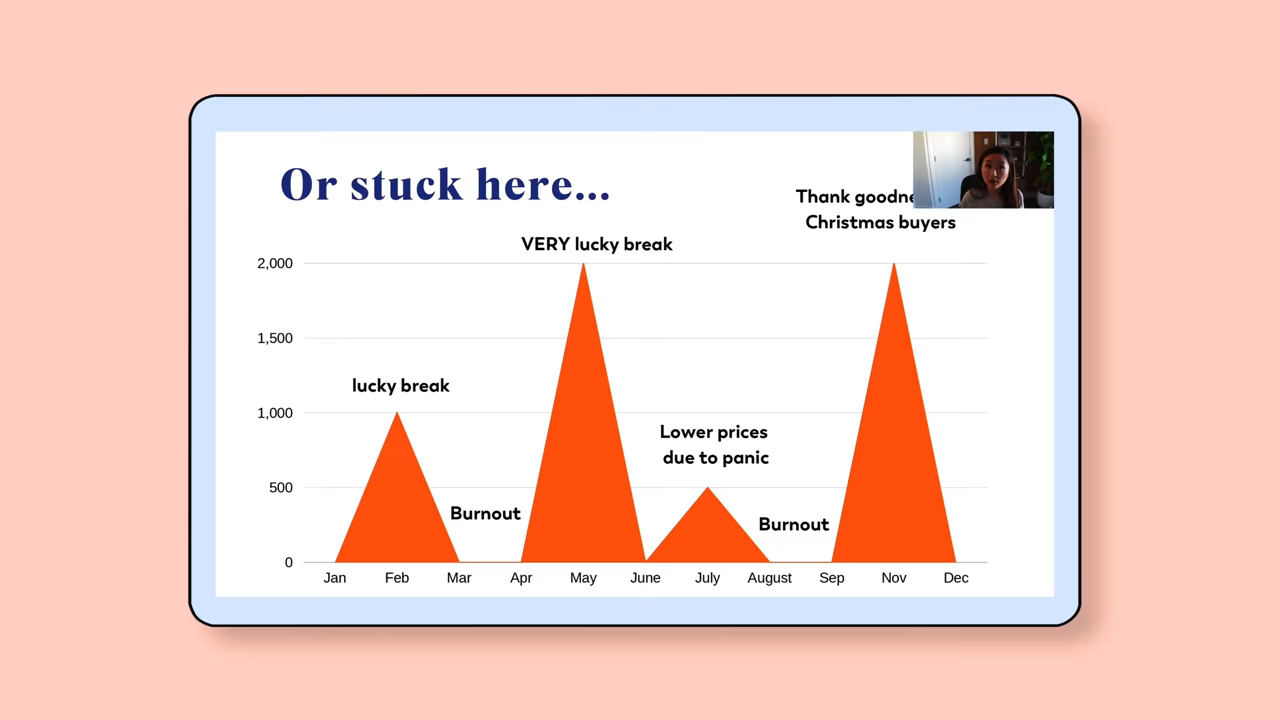 Or stuck here...
Thank
Christmas buyers
VERY lucky break
2,000
1,500
lucky break
1,000
Lower prices
due to panic
500
Burnout
Burnout
0
Jan Feb Mar Apr May June July August Sep Nov Dec